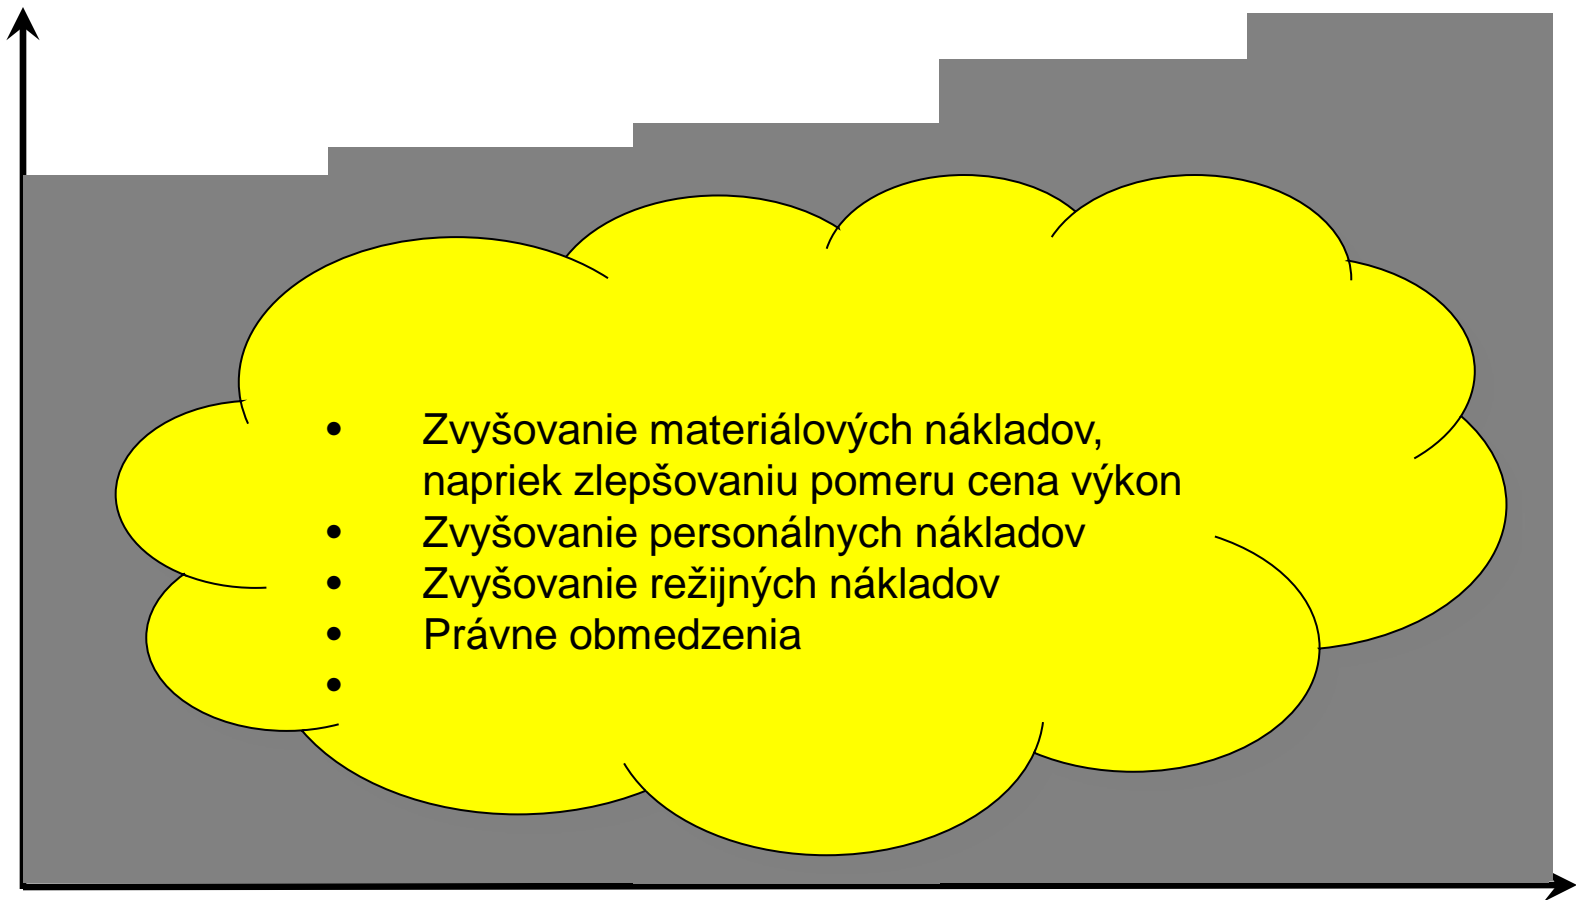 • Zvyšovanie materiálových nákladov,
napriek zlepšovaniu pomeru cena výkon
• Zvyšovanie personálnych nákladov
• Zvyšovanie režijných nákladov
• Právne obmedzenia
•